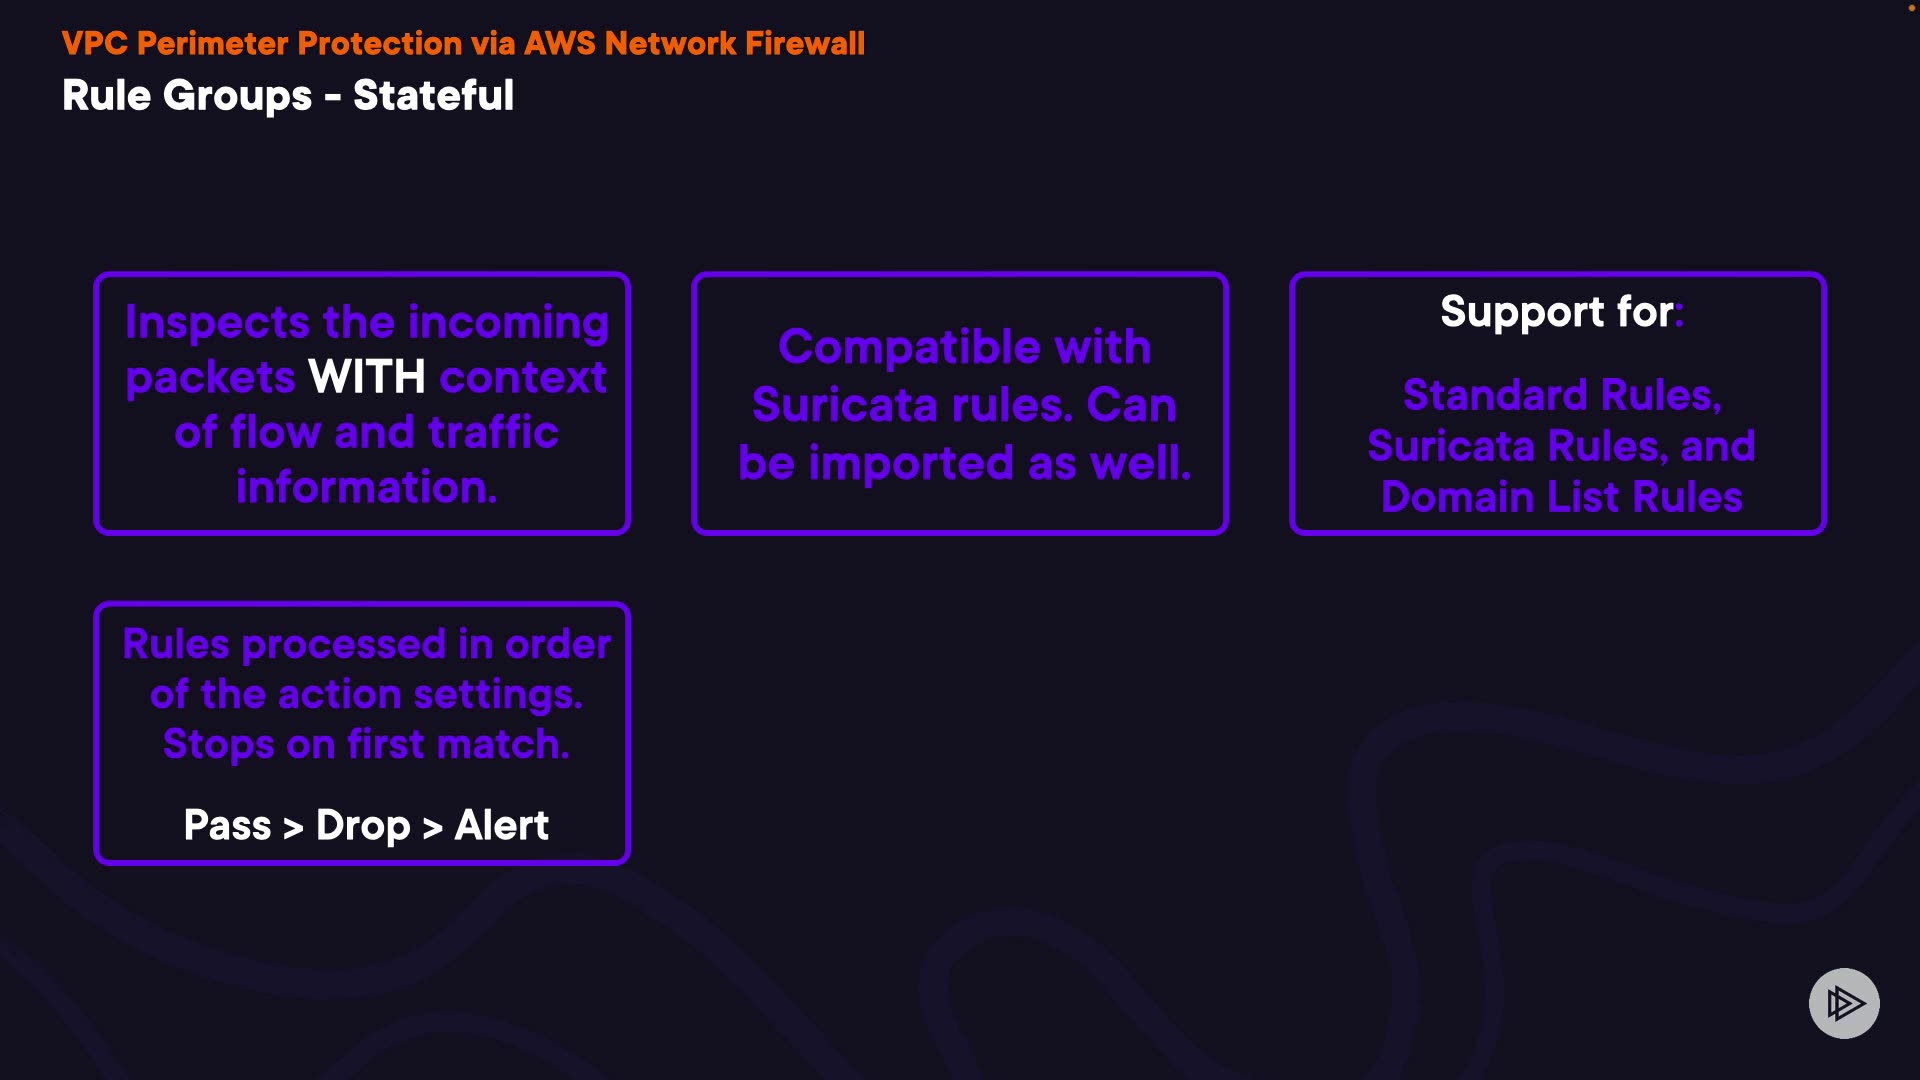 VPC Perimeter Protection via AWS Network Firewall
Rule Groups - Stateful
Inspects the incoming
packets WITH context
of flow and traffic
information.
Compatible with
Suricata rules. Can
be imported as well.
Support for:
Standard Rules,
Suricata Rules, and
Domain List Rules
Rules processed in order
of the action settings.
Stops on first match.
Pass > Drop > Alert